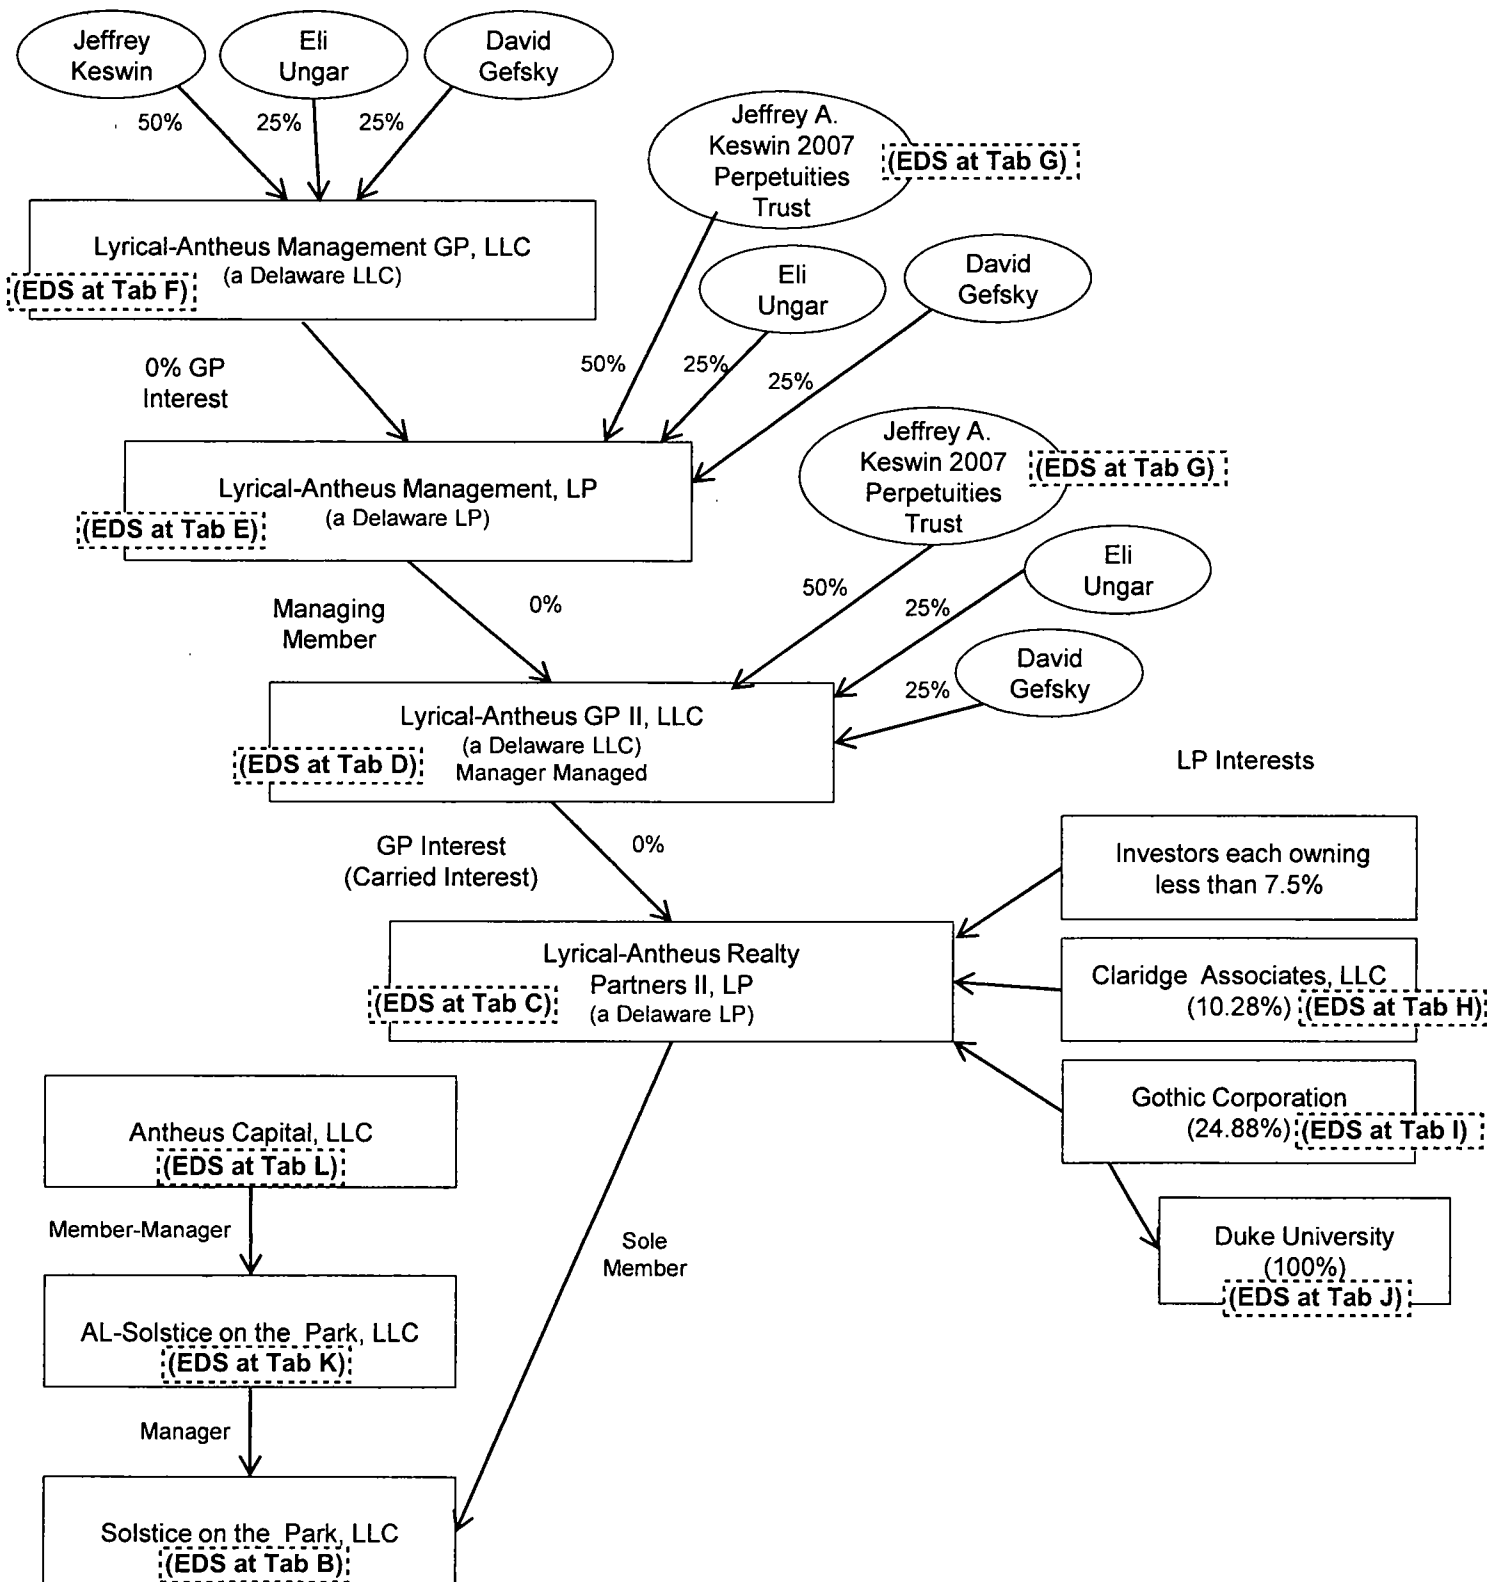 Jeffrey
Keswin
Eli
Ungar
David
Gefsky
50%
25%
25%
Jeffrey A.
Keswin 2007
Perpetuities
Trust
(EDS at Tab G)
Lyrical-Antheus Management GP, LLC
(a Delaware LLC)
(EDS at Tab F)
Eli
Ungar
David
Gefsky
0% GP
Interest
50%
25%
25%
Jeffrey A.
Keswin 2007
Perpetuities
Trust
(EDS at Tab G)
Lyrical-Antheus Management, LP
(a Delaware LP)
(EDS at Tab E)
Eli
Ungar
Managing
Member
0%
50%
25%
David
Gefsky
25%
Lyrical-Antheus GP II, LLC
(a Delaware LLC)
Manager Managed
(EDS at Tab D)
LP Interests
GP Interest
(Carried Interest)
0%
Investors each owning
less than 7.5%
Lyrical-Antheus Realty
Partners II, LP
(a Delaware LP)
(EDS at Tab C)
Claridge Associates, LLC
(10.28%) (EDS at Tab H)
Gothic Corporation
(24.88%) (EDS at Tab I)
Antheus Capital, LLC
(EDS at Tab L)
Member-Manager
Sole
Member
Duke University
(100%)
(EDS at Tab J)
AL-Solstice on the Park, LLC
(EDS at Tab K)
Manager
Solstice on the Park, LLC
(EDS at Tab B)